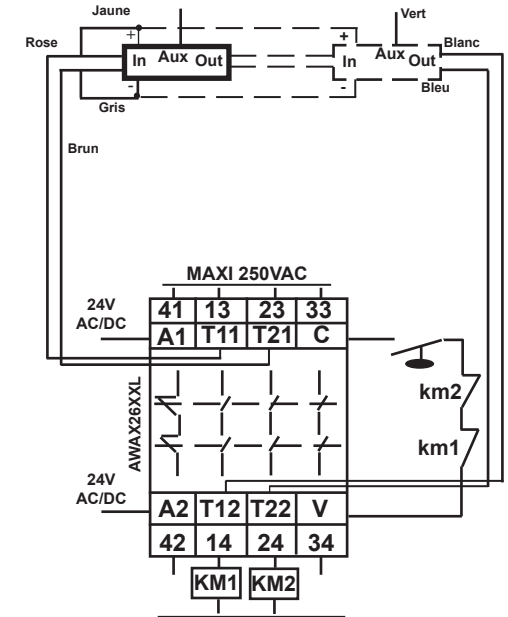 Jaune
Vert
Rose
+
+
Blanc
In Aux Out
In Aux Out
-
-
Bleu
Gris
Brun
MAXI 250VAC
24V
AC/DC
41 13 23 33
A1 T11 T21 C
km2
AWAX26XXL
km1
24V
AC/DC
A2 T12 T22 V
42 14 24 34
KM1 KM2